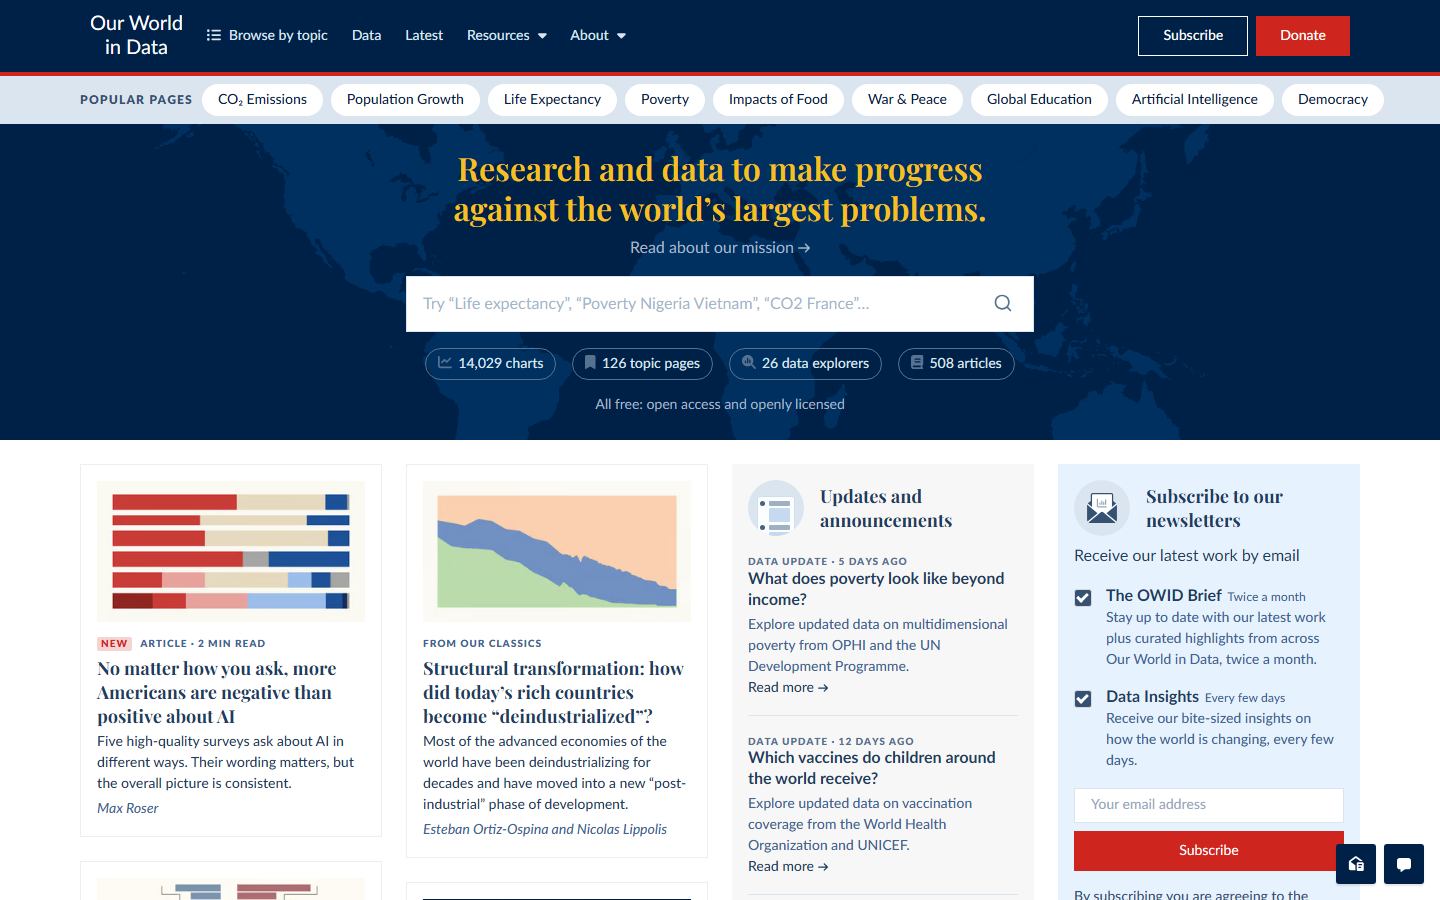 Our World
in Data
Browse by topic
Data
Latest
Resources
About
Subscribe
Donate
POPULAR PAGES
CO₂ Emissions
Population Growth
Life Expectancy
Poverty
Impacts of Food
War & Peace
Global Education
Artificial Intelligence
Democracy
Research and data to make progress
against the world’s largest problems.
Read about our mission →
Try “Life expectancy”, “Poverty Nigeria Vietnam”, “CO2 France”...
14,029 charts
126 topic pages
26 data explorers
508 articles
All free: open access and openly licensed
NEW ARTICLE • 2 MIN READ
No matter how you ask, more
Americans are negative than
positive about AI
Five high-quality surveys ask about AI in
different ways. Their wording matters, but
the overall picture is consistent.
Max Roser
FROM OUR CLASSICS
Structural transformation: how
did today’s rich countries
become “deindustrialized”?
Most of the advanced economies of the
world have been deindustrializing for
decades and have moved into a new “post-
industrial” phase of development.
Esteban Ortiz-Ospina and Nicolas Lippolis
Updates and
announcements
DATA UPDATE • 5 DAYS AGO
What does poverty look like beyond
income?
Explore updated data on multidimensional
poverty from OPHI and the UN
Development Programme.
Read more →
DATA UPDATE • 12 DAYS AGO
Which vaccines do children around
the world receive?
Explore updated data on vaccination
coverage from the World Health
Organization and UNICEF.
Read more →
Subscribe to our
newsletters
Receive our latest work by email
The OWID Brief Twice a month
Stay up to date with our latest work
plus curated highlights from across
Our World in Data, twice a month.
Data Insights Every few days
Receive our bite-sized insights on
how the world is changing, every few
days.
Your email address
Subscribe
By subscribing you are agreeing to the